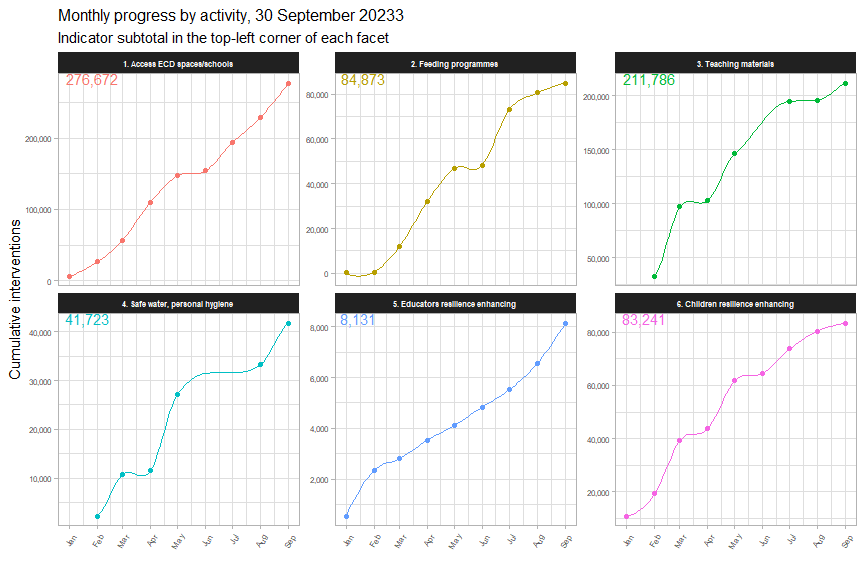 Monthly progress by activity, 30 September 20233
Indicator subtotal in the top-left corner of each facet
Cumulative interventions
1. Access ECD spaces/schools
276,672
200,000
100,000
0
2. Feeding programmes
84,873
80,000
60,000
40,000
20,000
0
3. Teaching materials
211,786
200,000
150,000
100,000
50,000
4. Safe water, personal hygiene
41,723
40,000
30,000
20,000
10,000
Jan Feb Mar Apr May Jun Jul Aug Sep
5. Educators resilience enhancing
8,131
8,000
6,000
4,000
2,000
Jan Feb Mar Apr May Jun Jul Aug Sep
6. Children resilience enhancing
83,241
80,000
60,000
40,000
20,000
Jan Feb Mar Apr May Jun Jul Aug Sep